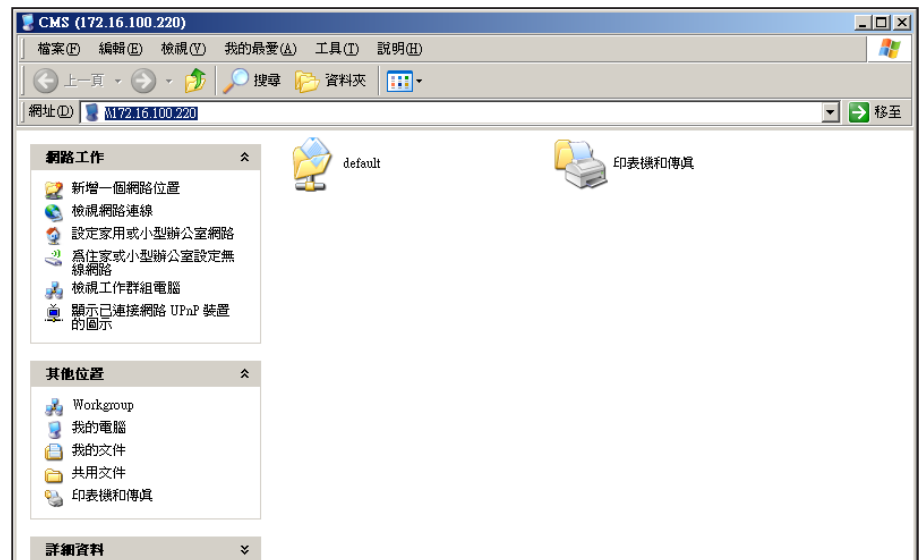 CMS (172.16.100.220)
檔案(F) 編輯(E) 檢視(V) 我的最愛(A) 工具(T) 說明(H)
上一頁 搜尋 資料夾
網址(D) \\172.16.100.220 移至
網路工作
新增一個網路位置
檢視網路連線
設定家用或小型辦公室網路
為住家或小型辦公室設定無
線網路
檢視工作群組電腦
顯示已連接網路 UPnP 裝置
的圖示
default
印表機和傳真
其他位置
Workgroup
我的電腦
我的文件
共用文件
印表機和傳真
詳細資料